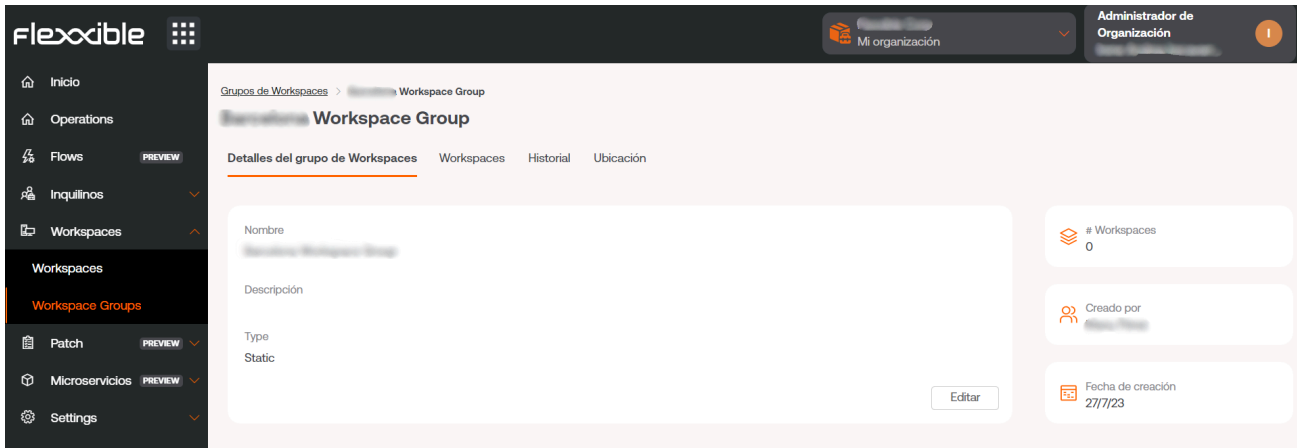 Flexxible
Mi organización
Administrador de
Organización
I
Inicio
Operations
Flows PREVIEW
Inquilinos
Workspaces
Workspaces
Workspace Groups
Patch PREVIEW
Microservicios PREVIEW
Settings
Grupos de Workspaces > Workspace Group
Workspace Group
Detalles del grupo de Workspaces Workspaces Historial Ubicación
Nombre
Descripción
Type
Static
Editar
# Workspaces
0
Creado por
Fecha de creación
27/7/23